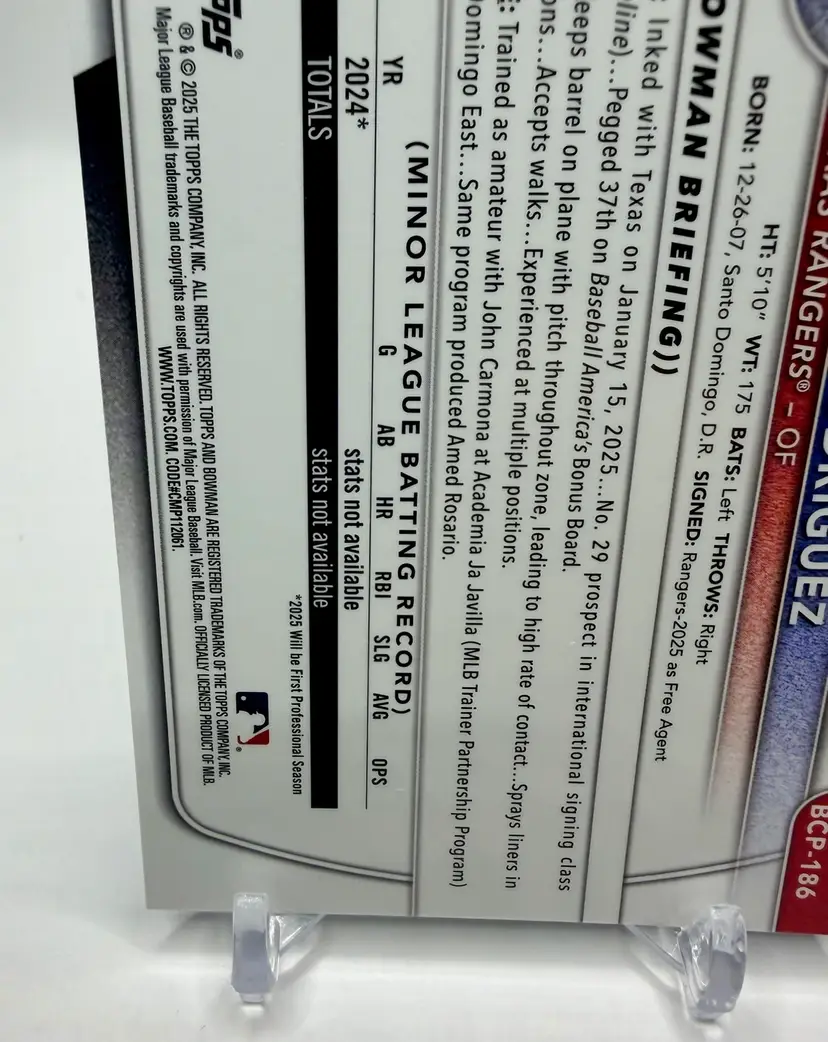 BCP-186
RIGUEZ
AS RANGERS® – OF
HT: 5'10" WT: 175 BATS: Left THROWS: Right
BORN: 12-26-07, Santo Domingo, D.R. SIGNED: Rangers-2025 as Free Agent
OWMAN BRIEFING))
: Inked with Texas on January 15, 2025...No. 29 prospect in international signing class
line)...Pegged 37th on Baseball America's Bonus Board.
eeps barrel on plane with pitch throughout zone, leading to high rate of contact...Sprays liners in
ons...Accepts walks...Experienced at multiple positions.
: Trained as amateur with John Carmona at Academia Ja Javilla (MLB Trainer Partnership Program)
Domingo East...Same program produced Amed Rosario.
(MINOR LEAGUE BATTING RECORD)
YR G AB HR RBI SLG AVG OPS
2024* stats not available
TOTALS stats not available
*2025 Will be First Professional Season
pps®
® & © 2025 THE TOPPS COMPANY, INC. ALL RIGHTS RESERVED. TOPPS AND BOWMAN ARE REGISTERED TRADEMARKS OF THE TOPPS COMPANY, INC.
Major League Baseball trademarks and copyrights are used with permission of Major League Baseball. Visit MLB.com. OFFICIALLY LICENSED PRODUCT OF MLB.
WWW.TOPPS.COM. CODE#CMP112061.